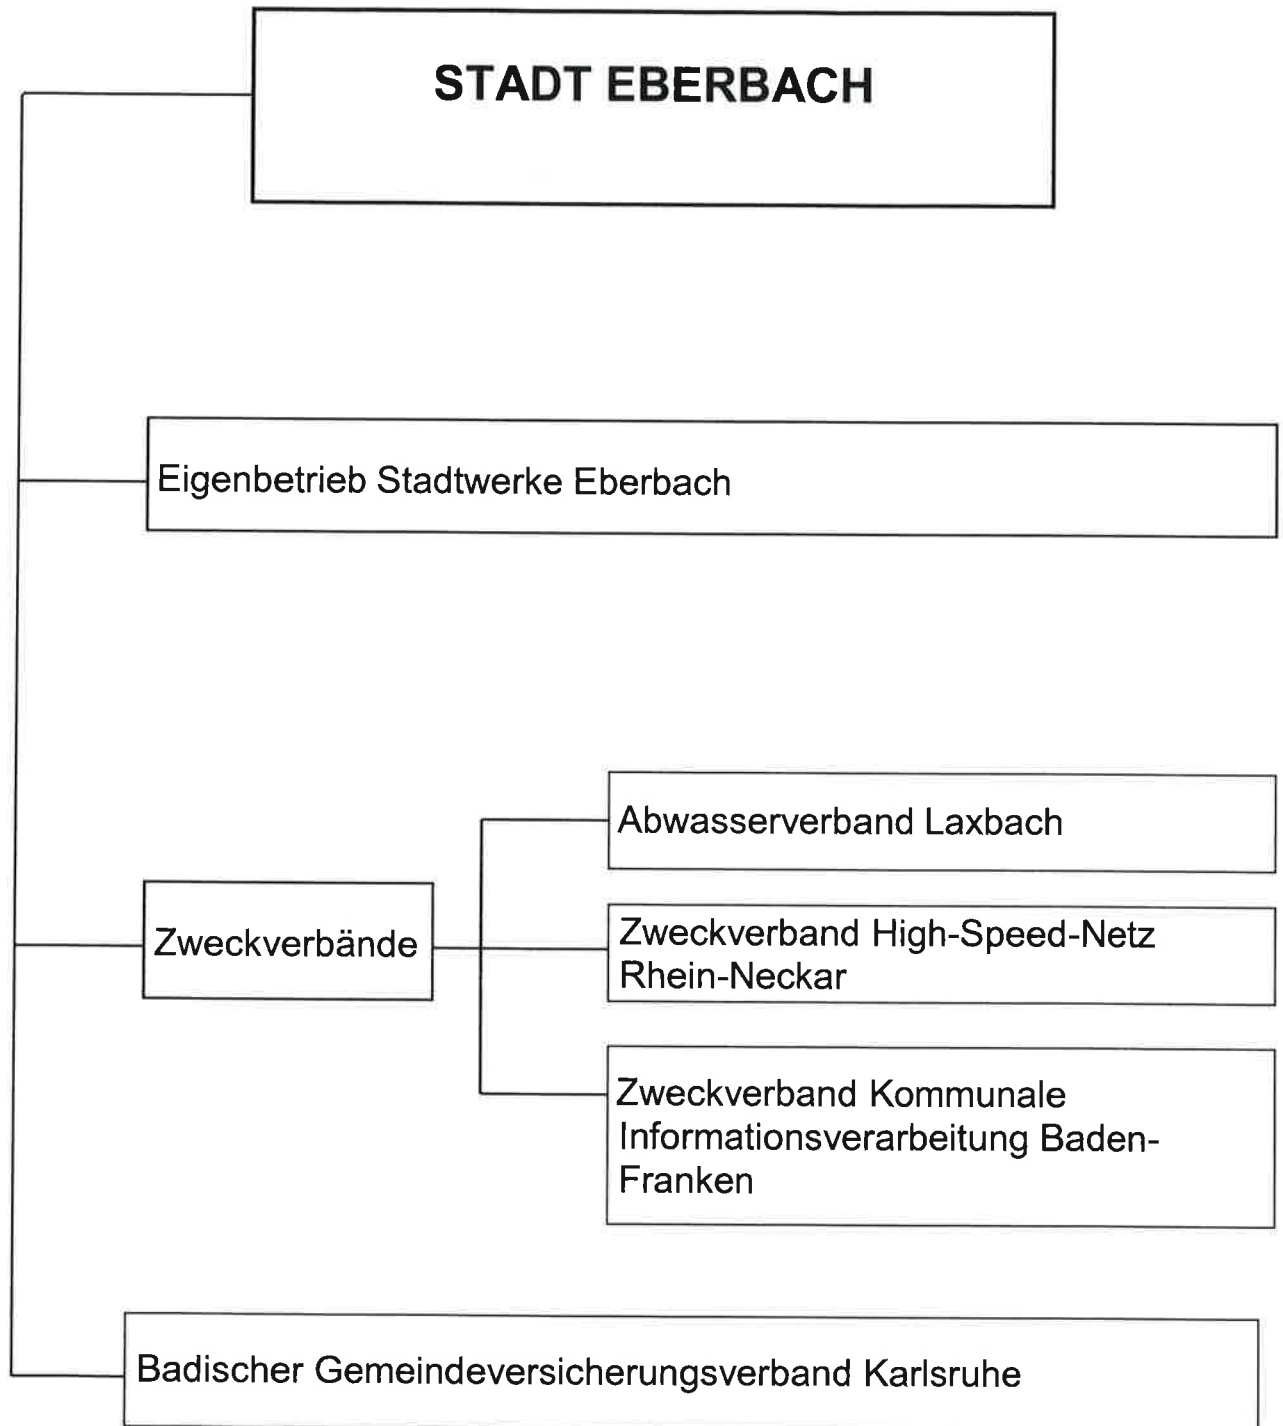 STADT EBERBACH
Eigenbetrieb Stadtwerke Eberbach
Abwasserverband Laxbach
Zweckverbände
Zweckverband High-Speed-Netz
Rhein-Neckar
Zweckverband Kommunale
Informationsverarbeitung Baden-
Franken
Badischer Gemeindeversicherungsverband Karlsruhe